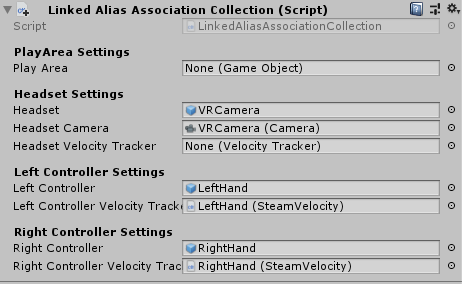 Linked Alias Association Collection (Script)
Script LinkedAliasAssociationCollection
PlayArea Settings
Play Area None (Game Object)
Headset Settings
Headset VRCamera
Headset Camera VRCamera (Camera)
Headset Velocity Tracker None (Velocity Tracker)
Left Controller Settings
Left Controller LeftHand
Left Controller Velocity Tracke LeftHand (SteamVelocity)
Right Controller Settings
Right Controller RightHand
Right Controller Velocity Trac RightHand (SteamVelocity)